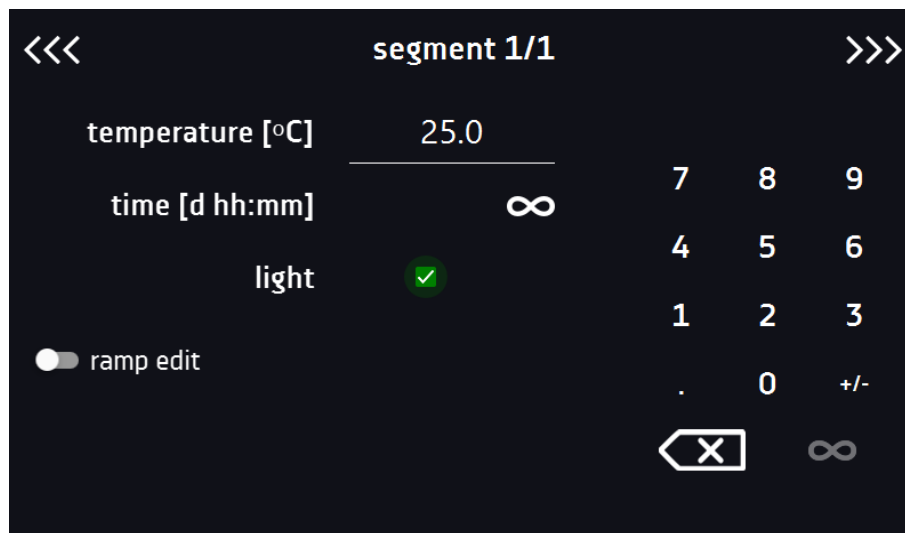 <<< segment 1/1 >>>
temperature [°C] 25.0
time [d hh:mm] ∞
light
ramp edit
7 8 9
4 5 6
1 2 3
. 0 +/-
∞